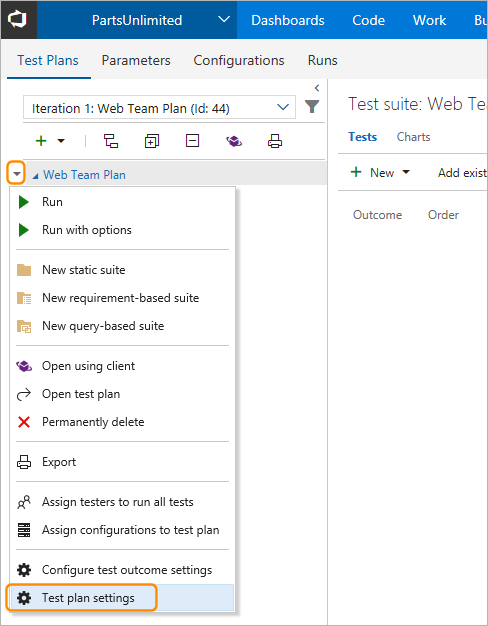 PartsUnlimited Dashboards Code Work
Test Plans Parameters Configurations Runs
Iteration 1: Web Team Plan (Id: 44)
Test suite: Web Te
Tests Charts
New Add exist
Outcome Order
Web Team Plan
Run
Run with options
New static suite
New requirement-based suite
New query-based suite
Open using client
Open test plan
Permanently delete
Export
Assign testers to run all tests
Assign configurations to test plan
Configure test outcome settings
Test plan settings